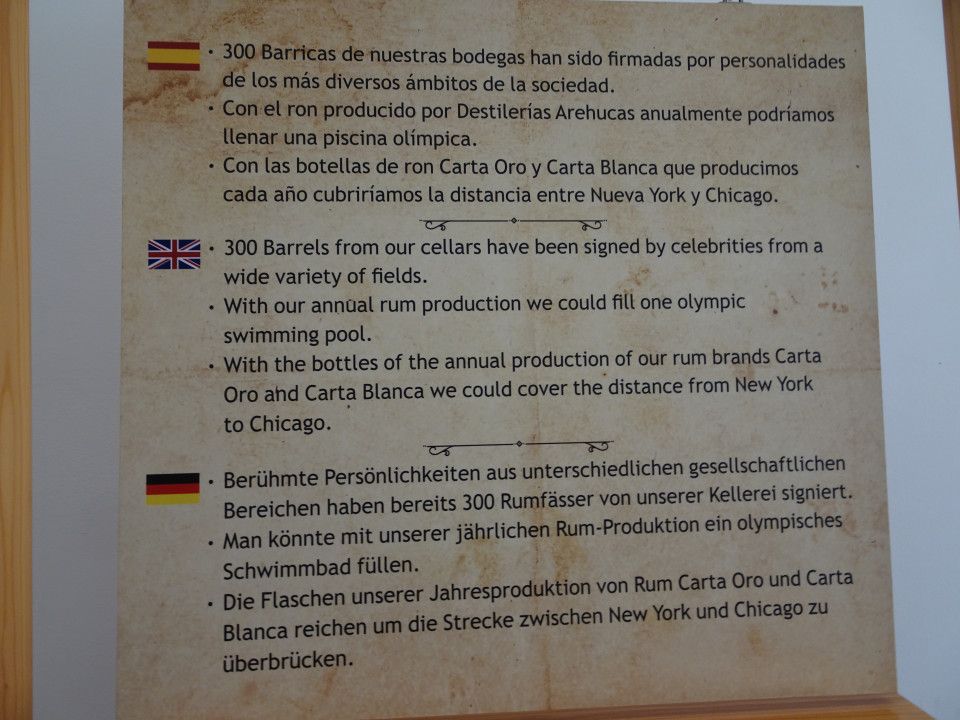 · 300 Barricas de nuestras bodegas han sido firmadas por personalidades
de los más diversos ámbitos de la sociedad.
· Con el ron producido por Destilerías Arehucas anualmente podríamos
llenar una piscina olímpica.
· Con las botellas de ron Carta Oro y Carta Blanca que producimos
cada año cubriríamos la distancia entre Nueva York y Chicago.
· 300 Barrels from our cellars have been signed by celebrities from a
wide variety of fields.
· With our annual rum production we could fill one olympic
swimming pool.
· With the bottles of the annual production of our rum brands Carta
Oro and Carta Blanca we could cover the distance from New York
to Chicago.
· Berühmte Persönlichkeiten aus unterschiedlichen gesellschaftlichen
Bereichen haben bereits 300 Rumfässer von unserer Kellerei signiert.
· Man könnte mit unserer jährlichen Rum-Produktion ein olympisches
Schwimmbad füllen.
· Die Flaschen unserer Jahresproduktion von Rum Carta Oro und Carta
Blanca reichen um die Strecke zwischen New York und Chicago zu
überbrücken.